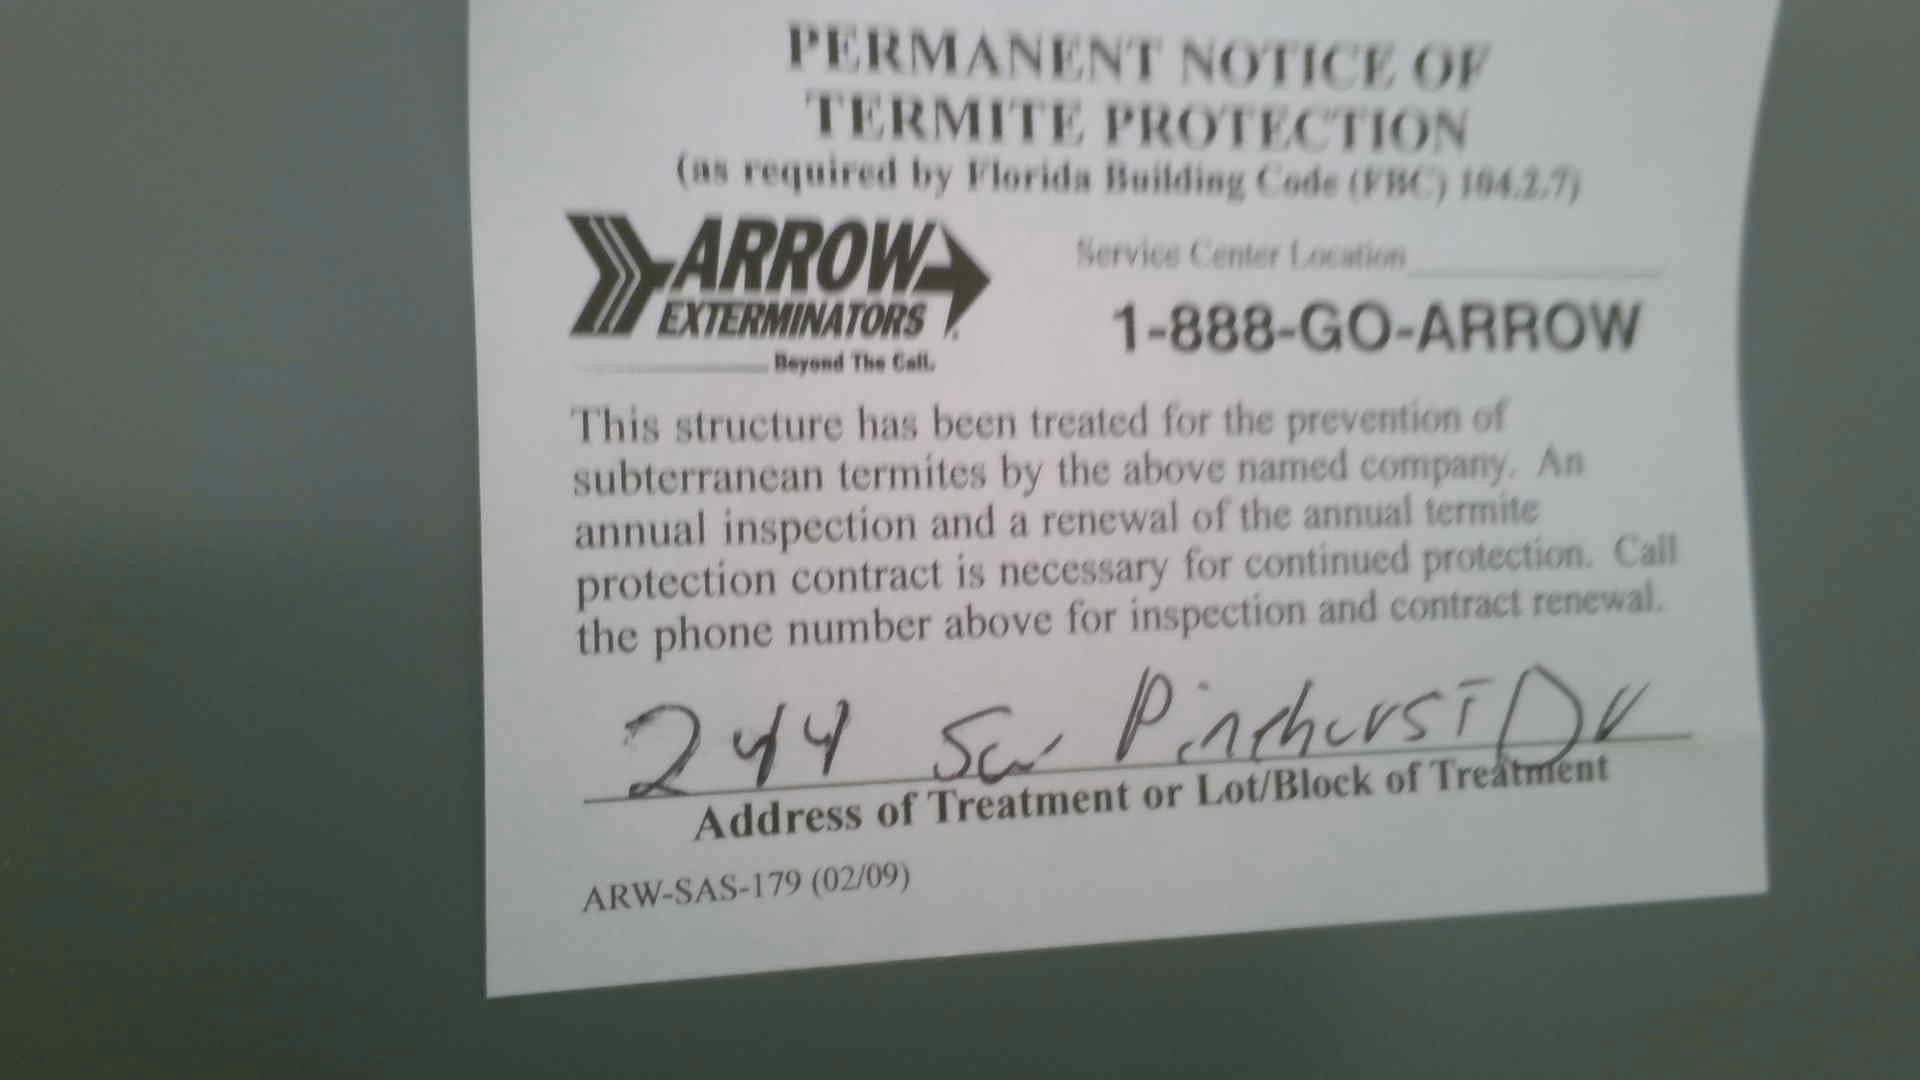 PERMANENT NOTICE OF
TERMITE PROTECTION
(as required by Florida Building Code (FBC) 104.2.7)
ARROW
EXTERMINATORS
Beyond The Call.
Service Center Location
1-888-GO-ARROW
This structure has been treated for the prevention of
subterranean termites by the above named company. An
annual inspection and a renewal of the annual termite
protection contract is necessary for continued protection. Call
the phone number above for inspection and contract renewal.
244 SW Pinehurst Dr
Address of Treatment or Lot/Block of Treatment
ARW-SAS-179 (02/09)